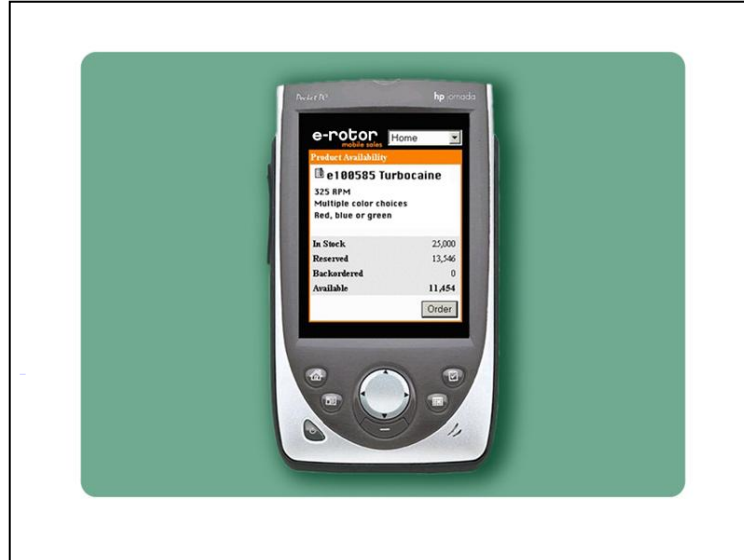 hp jornada
e-rotor Home
mobile sales
Product Availability
e100585 Turbocaine
325 RPM
Multiple color choices
Red, blue or green
In Stock 25,000
Reserved 13,546
Backordered 0
Available 11,454
Order